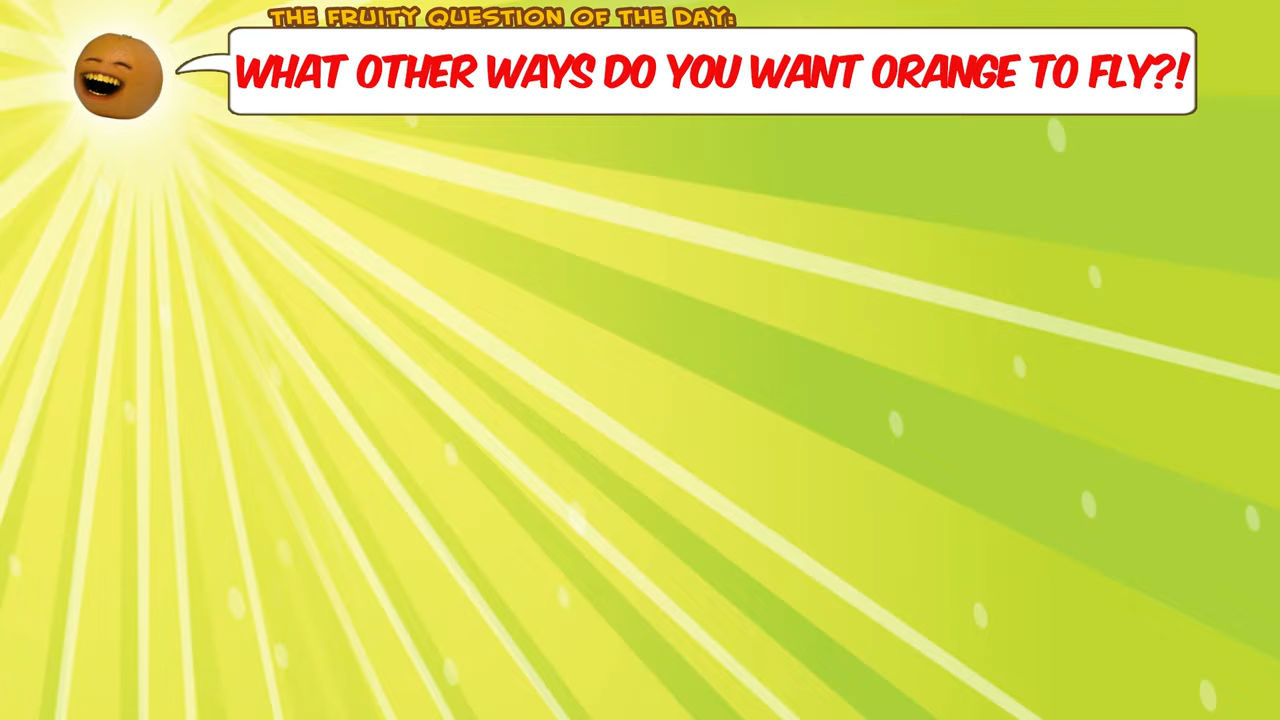 THE FRUITY QUESTION OF THE DAY:
WHAT OTHER WAYS DO YOU WANT ORANGE TO FLY?!